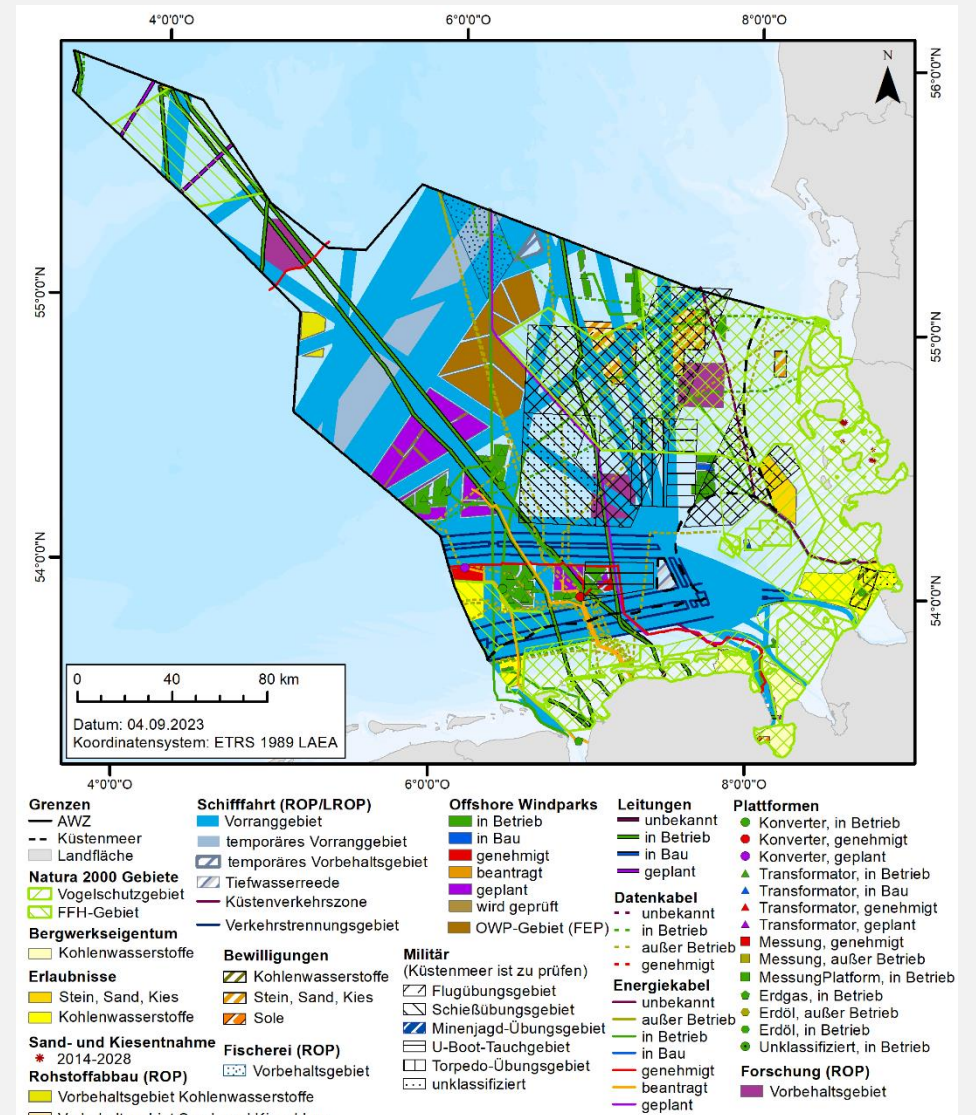 4°0'0"O
6°0'0"O
8°0'0"O
N
56°0'0"N
55°0'0"N
55°0'0"N
54°0'0"N
54°0'0"N
0 40 80 km
Datum: 04.09.2023
Koordinatensystem: ETRS 1989 LAEA
4°0'0"O
6°0'0"O
8°0'0"O
Grenzen
AWZ
Küstenmeer
Landfläche
Natura 2000 Gebiete
Vogelschutzgebiet
FFH-Gebiet
Bergwerkseigentum
Kohlenwasserstoffe
Erlaubnisse
Stein, Sand, Kies
Kohlenwasserstoffe
Sand- und Kiesentnahme
2014-2028
Rohstoffabbau (ROP)
Vorbehaltgebiet Kohlenwasserstoffe
Schifffahrt (ROP/LROP)
Vorranggebiet
temporäres Vorranggebiet
temporäres Vorbehaltsgebiet
Tiefwasserreede
Küstenverkehrszone
Verkehrstrennungsgebiet
Bewilligungen
Kohlenwasserstoffe
Stein, Sand, Kies
Sole
Fischerei (ROP)
Vorbehaltsgebiet
Offshore Windparks
in Betrieb
in Bau
genehmigt
beantragt
geplant
wird geprüft
OWP-Gebiet (FEP)
Militär
(Küstenmeer ist zu prüfen)
Flugübungsgebiet
Schießübungsgebiet
Minenjagd-Übungsgebiet
U-Boot-Tauchgebiet
Torpedo-Übungsgebiet
unklassifiziert
Leitungen
unbekannt
in Betrieb
in Bau
geplant
Datenkabel
unbekannt
in Betrieb
außer Betrieb
genehmigt
Energiekabel
unbekannt
außer Betrieb
in Betrieb
in Bau
genehmigt
beantragt
geplant
Plattformen
Konverter, in Betrieb
Konverter, genehmigt
Konverter, geplant
Transformator, in Betrieb
Transformator, in Bau
Transformator, genehmigt
Transformator, geplant
Messung, genehmigt
Messung, außer Betrieb
MessungPlatform, in Betrieb
Erdgas, in Betrieb
Erdöl, außer Betrieb
Erdöl, in Betrieb
Unklassifiziert, in Betrieb
Forschung (ROP)
Vorbehaltsgebiet